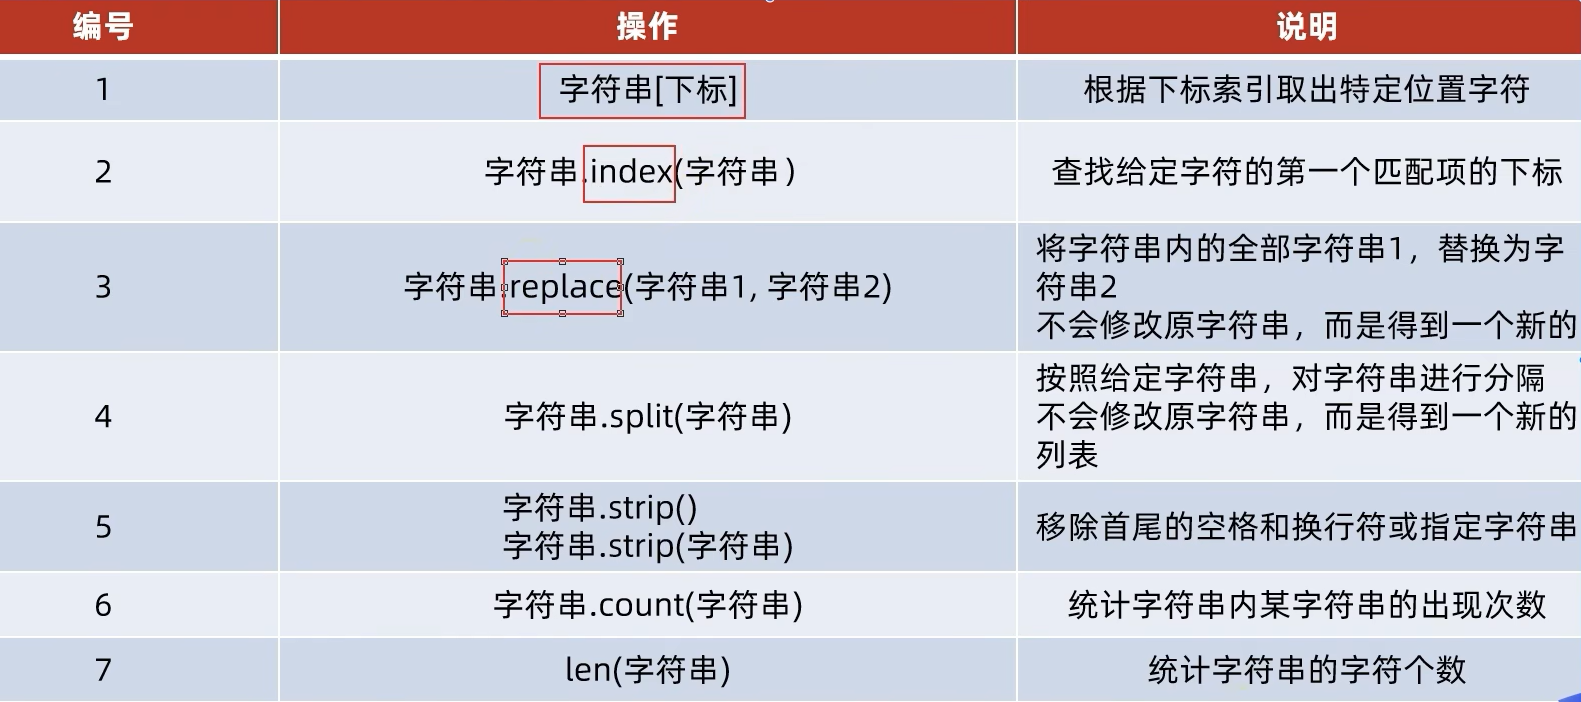 编号 操作 说明
1 字符串[下标] 根据下标索引取出特定位置字符
2 字符串.index(字符串) 查找给定字符的第一个匹配项的下标
3 字符串.replace(字符串1, 字符串2) 将字符串内的全部字符串1，替换为字
符串2
不会修改原字符串，而是得到一个新的
4 字符串.split(字符串) 按照给定字符串，对字符串进行分隔
不会修改原字符串，而是得到一个新的
列表
5 字符串.strip()
字符串.strip(字符串) 移除首尾的空格和换行符或指定字符串
6 字符串.count(字符串) 统计字符串内某字符串的出现次数
7 len(字符串) 统计字符串的字符个数